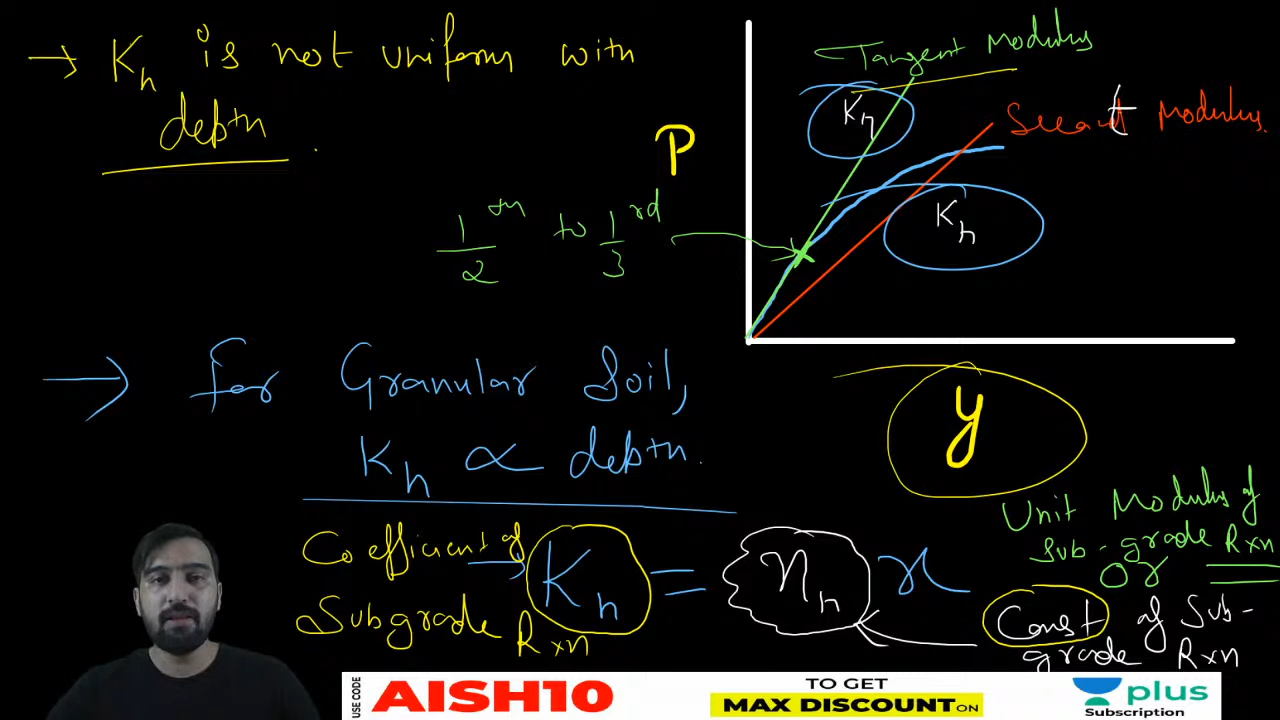 → Kh is not uniform with
depth.
P
1/2 th to 1/3 rd
Tangent Modulus
Kh
Secant Modulus.
Kh
y
→ for Granular Soil,
Kh ∝ depth.
Coefficient of
Subgrade Rxn
Kh = ηh x
Unit Modulus of
Sub-grade Rxn
Or
Const of Sub-
grade Rxn
USE CODE
AISH10
TO GET
MAX DISCOUNT ON
plus
Subscription